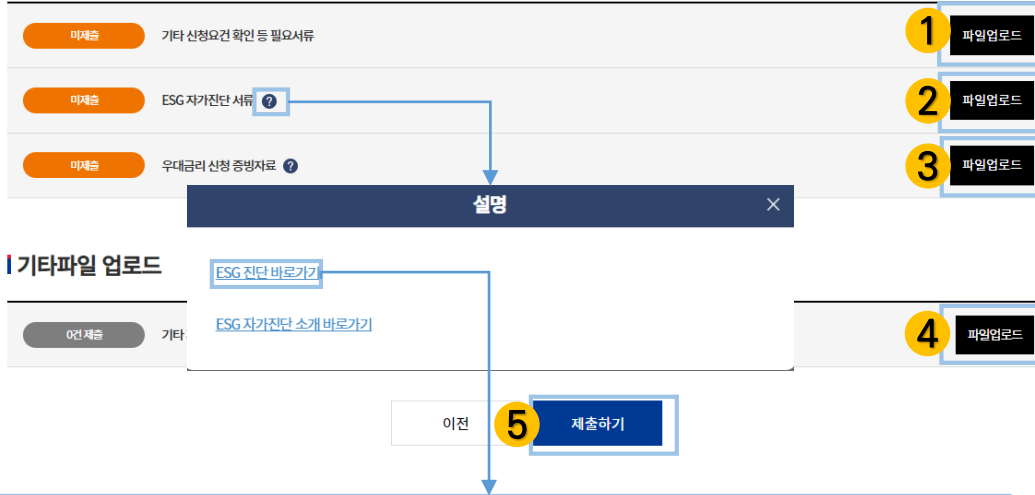 미제출 기타 신청요건 확인 등 필요서류 1 파일업로드
미제출 ESG 자가진단 서류 ? 2 파일업로드
미제출 우대금리 신청 증빙자료 ? 3 파일업로드
설명 ×
기타파일 업로드
ESG 진단 바로가기
ESG 자가진단 소개 바로가기
0건 제출 기타 4 파일업로드
이전 5 제출하기